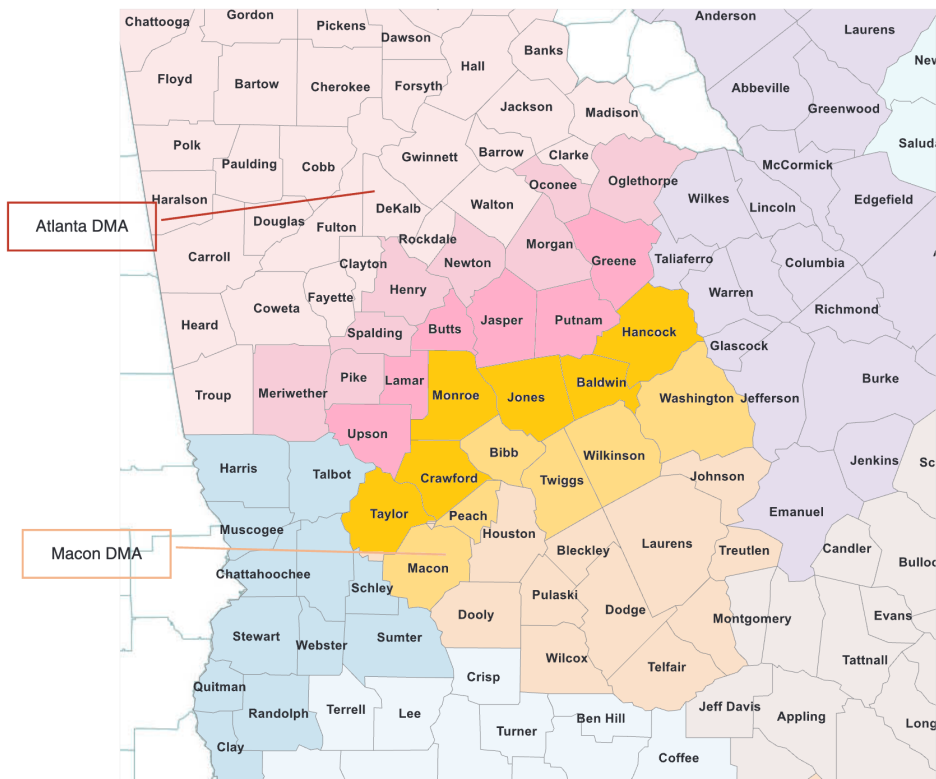 Chattooga
Gordon
Pickens
Dawson
Banks
Anderson
Laurens
Hall
Floyd
Bartow
Cherokee
Forsyth
Abbeville
Greenwood
New
Jackson
Madison
Polk
Paulding
Cobb
Gwinnett
Barrow
Clarke
McCormick
Saluda
Haralson
Oconee
Oglethorpe
Wilkes
Lincoln
Edgefield
Atlanta DMA
Douglas
Fulton
DeKalb
Walton
Carroll
Clayton
Rockdale
Newton
Morgan
Greene
Taliaferro
Columbia
Heard
Coweta
Fayette
Henry
Warren
Richmond
Spalding
Butts
Jasper
Putnam
Hancock
Glascock
Troup
Meriwether
Pike
Lamar
Monroe
Jones
Baldwin
Washington
Jefferson
Burke
Upson
Bibb
Wilkinson
Harris
Talbot
Crawford
Twiggs
Johnson
Jenkins
Sc
Muscogee
Taylor
Peach
Houston
Emanuel
Macon DMA
Chattahoochee
Schley
Macon
Bleckley
Laurens
Treutlen
Candler
Bulloc
Stewart
Webster
Sumter
Dooly
Pulaski
Dodge
Montgomery
Evans
Quitman
Randolph
Terrell
Lee
Crisp
Wilcox
Telfair
Tattnall
Clay
Turner
Ben Hill
Coffee
Jeff Davis
Appling
Long